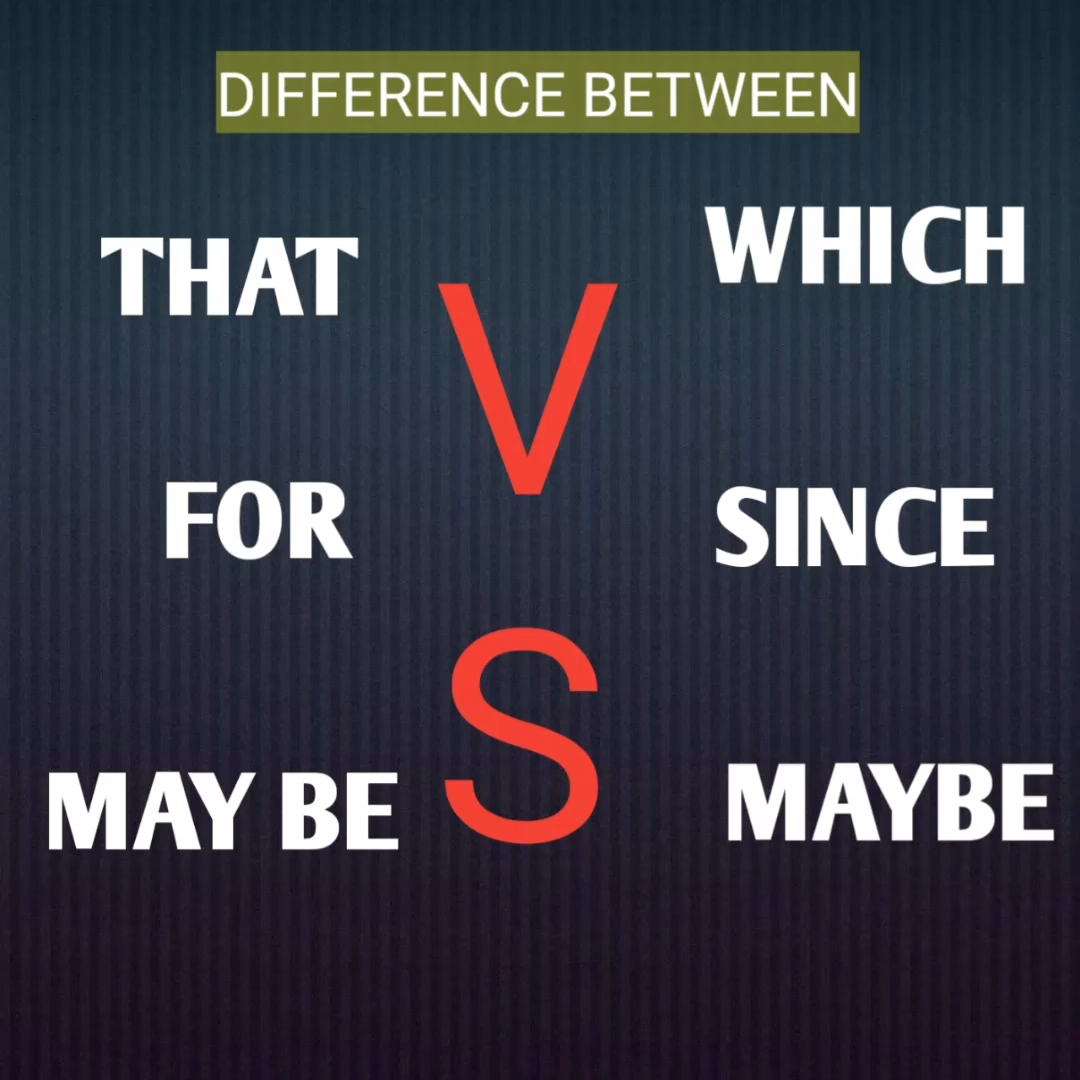 DIFFERENCE BETWEEN
THAT V WHICH
FOR SINCE
S
MAY BE MAYBE